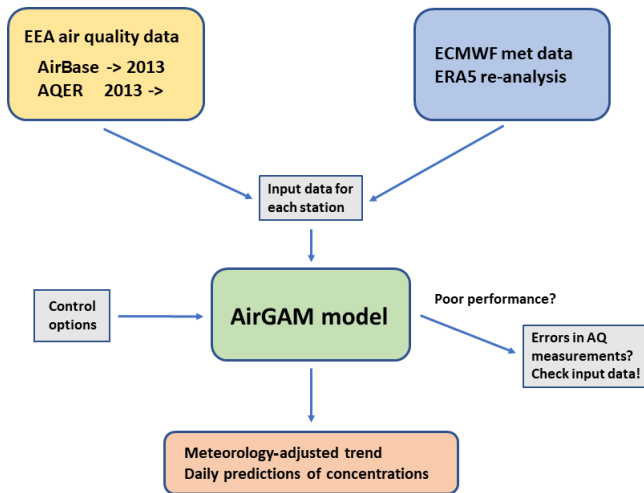 EEA air quality data
AirBase -> 2013
AQER 2013 ->
ECMWF met data
ERA5 re-analysis
Input data for
each station
Control
options
AirGAM model
Poor performance?
Errors in AQ
measurements?
Check input data!
Meteorology-adjusted trend
Daily predictions of concentrations